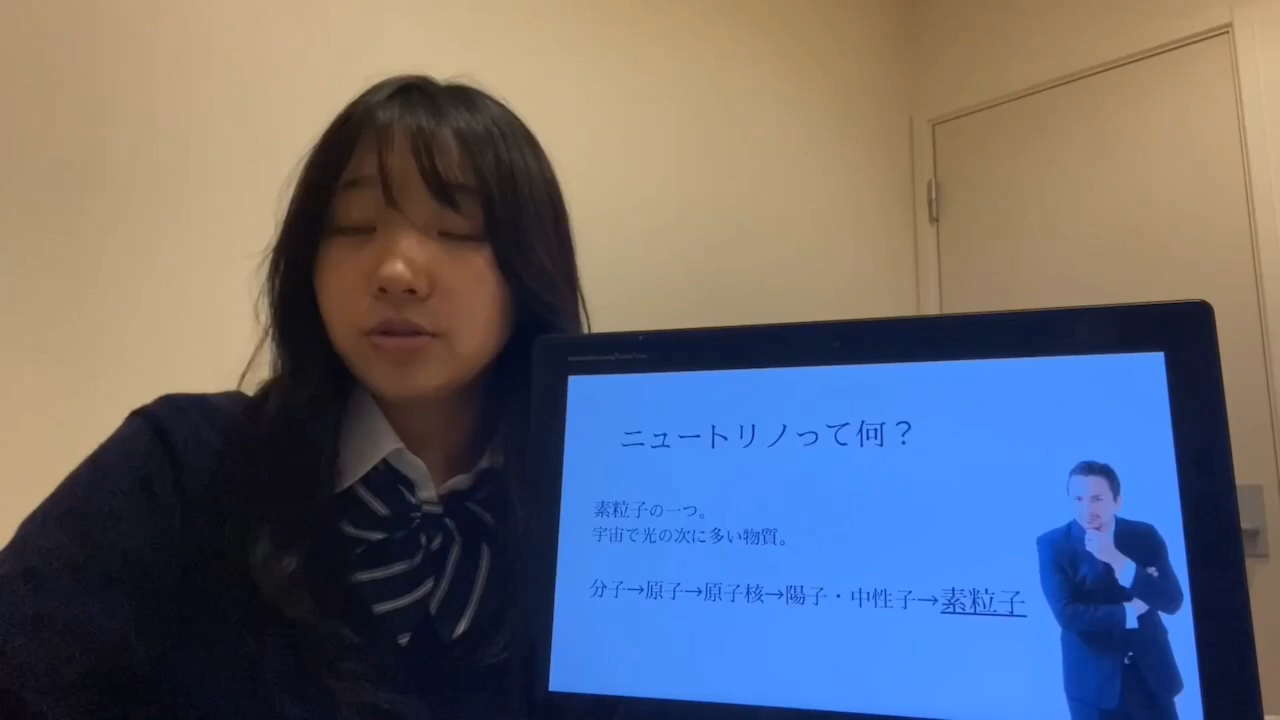 ニュートリノって何？
素粒子の一つ。
宇宙で光の次に多い物質。
分子→原子→原子核→陽子・中性子→素粒子